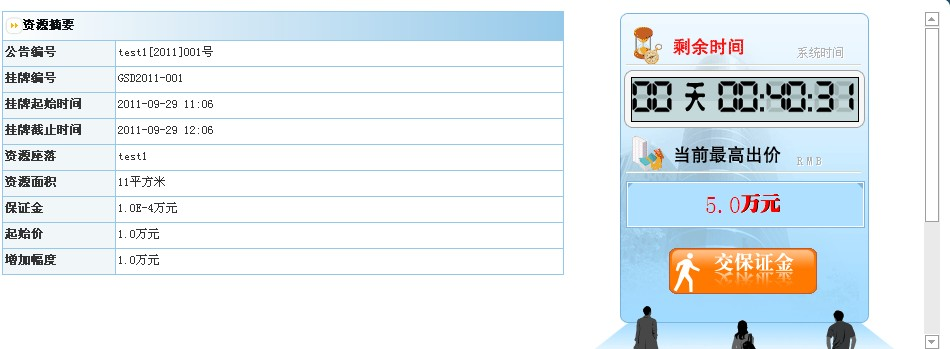 资源摘要
公告编号 test1[2011]001号
挂牌编号 GSD2011-001
挂牌起始时间 2011-09-29 11:06
挂牌截止时间 2011-09-29 12:06
资源座落 test1
资源面积 11平方米
保证金 1.0E-4万元
起始价 1.0万元
增加幅度 1.0万元
剩余时间 系统时间
00 天 00:40:31
当前最高出价 RMB
5.0万元
交保证金